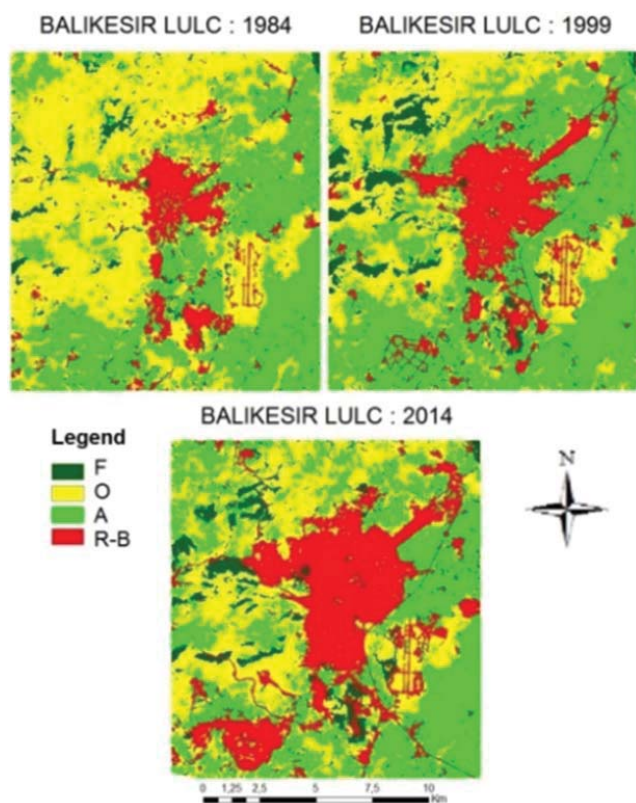 BALIKESIR LULC : 1984
BALIKESIR LULC : 1999
BALIKESIR LULC : 2014
Legend
F
O
A
R-B
N
0 1,25 2,5 5 7,5 10
Km